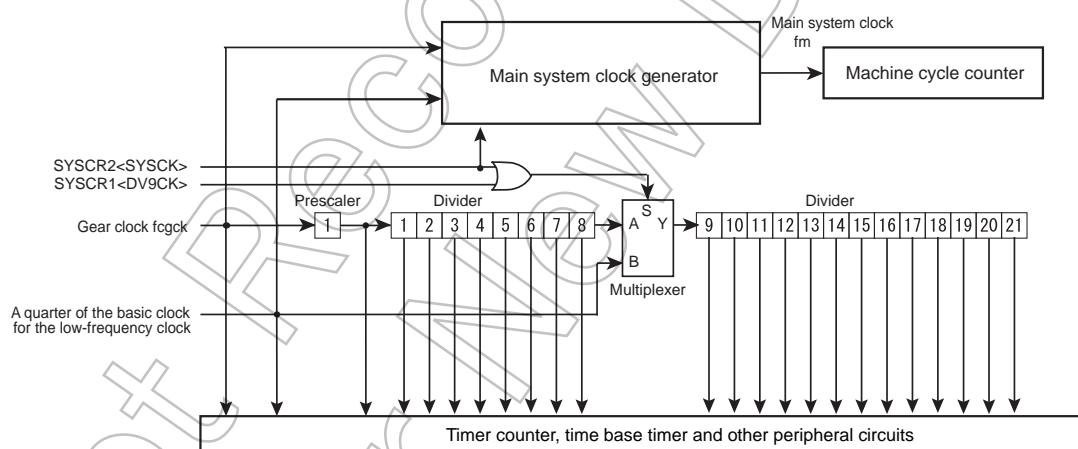 Main system clock
fm
Main system clock generator
Machine cycle counter
SYSCR2<SYSCK>
SYSCR1<DV9CK>
Prescaler
Divider
S
Divider
Gear clock fcgck
1
1 2 3 4 5 6 7 8
A
Y
9 10 11 12 13 14 15 16 17 18 19 20 21
B
Multiplexer
A quarter of the basic clock
for the low-frequency clock
Timer counter, time base timer and other peripheral circuits